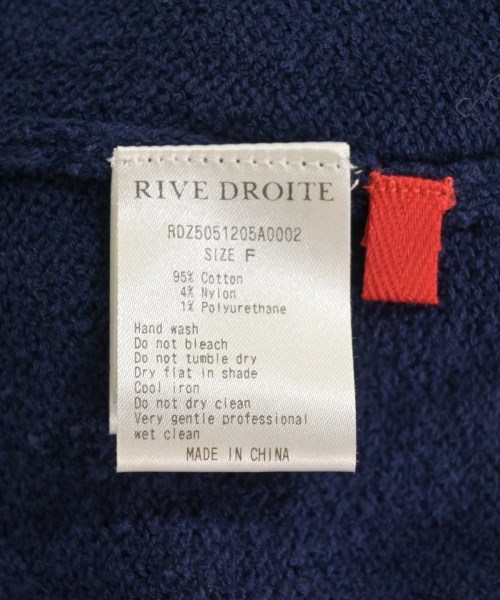 RIVE DROITE
RDZ5051205A0002
SIZE F
95% Cotton
4% Nylon
1% Polyurethane
Hand wash
Do not bleach
Do not tumble dry
Dry flat in shade
Cool iron
Do not dry clean
Very gentle professional
wet clean
MADE IN CHINA